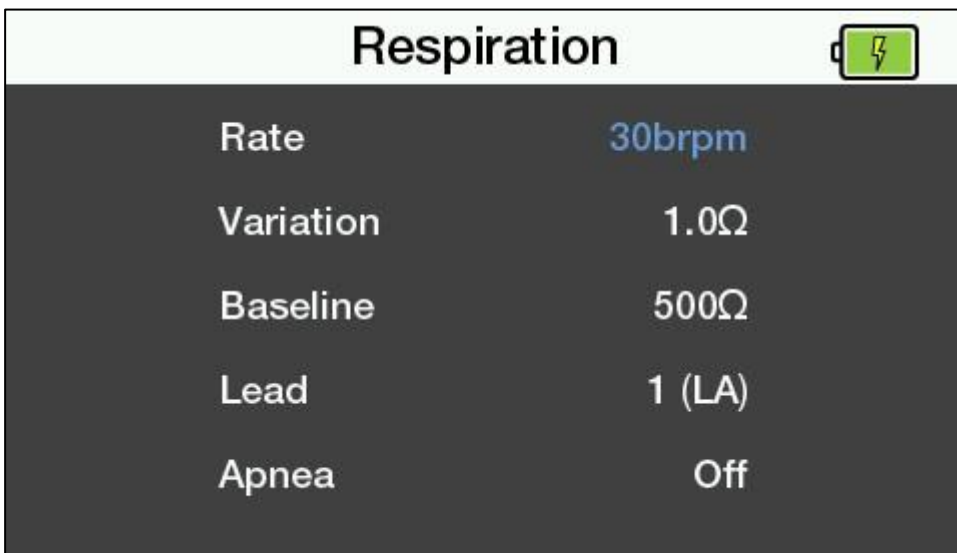 Respiration
Rate 30brpm
Variation 1.0Ω
Baseline 500Ω
Lead 1 (LA)
Apnea Off